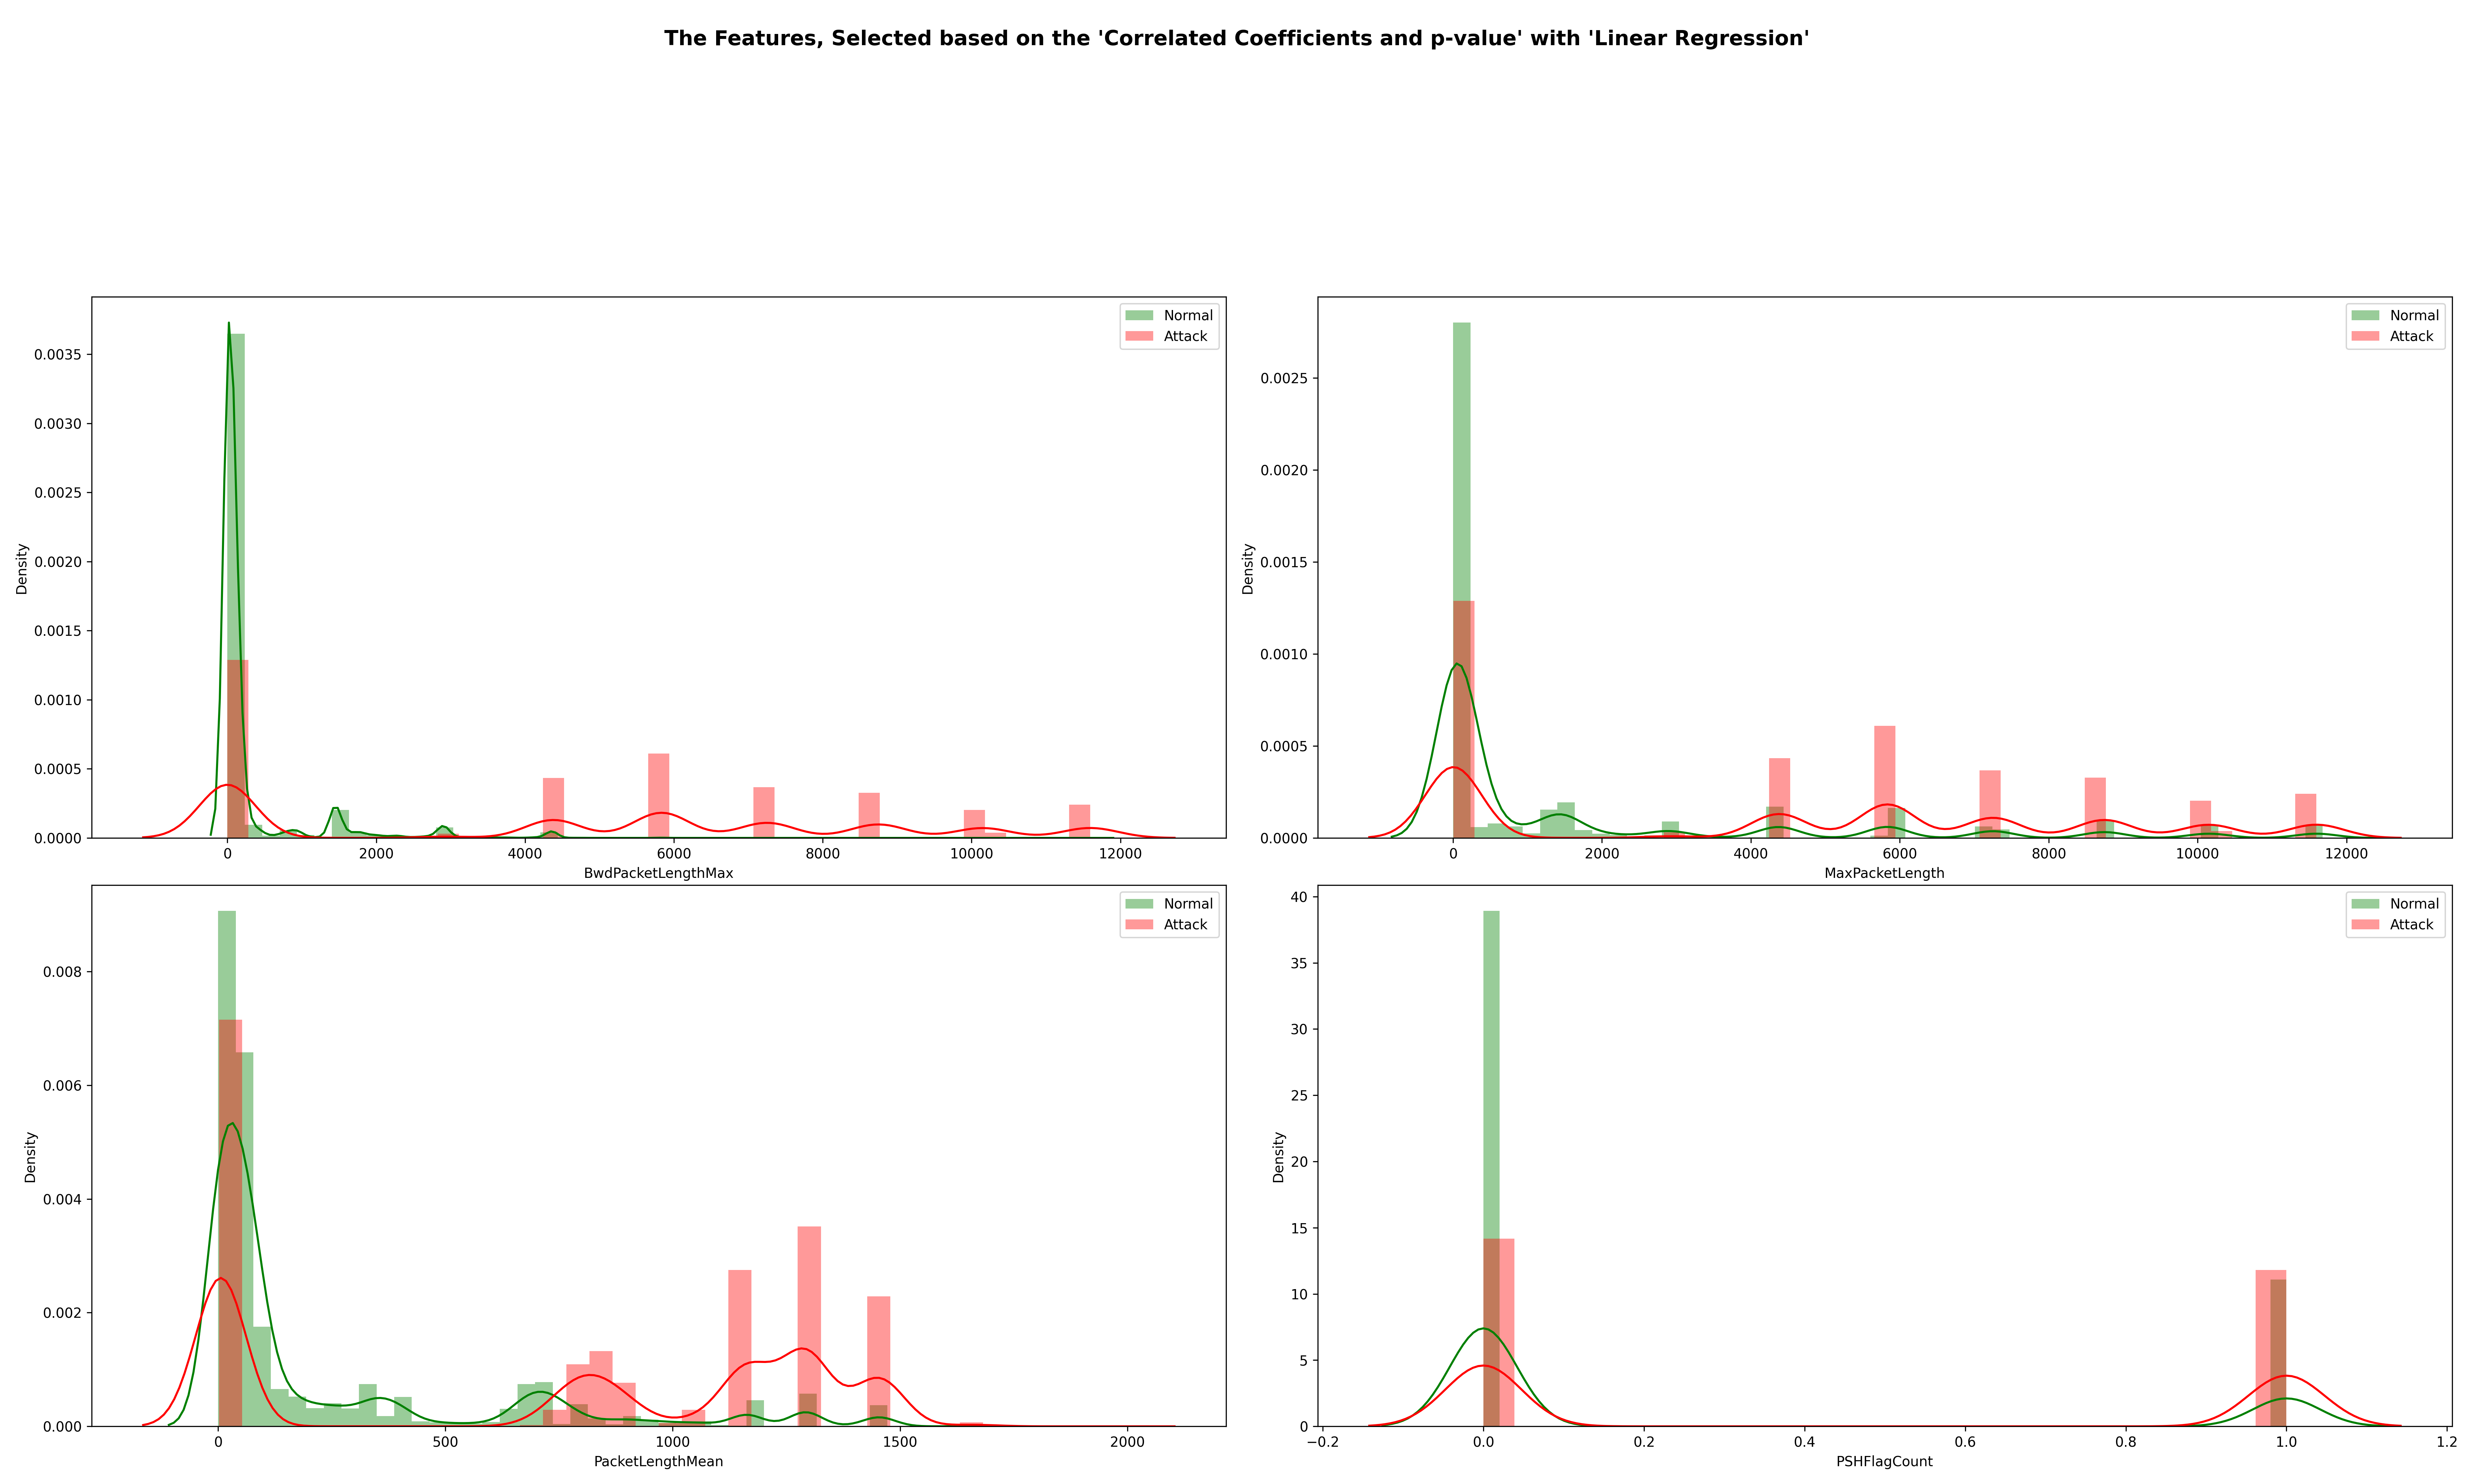 The Features, Selected based on the 'Correlated Coefficients and p-value' with 'Linear Regression'
Normal
Attack
Density
0.0035
0.0030
0.0025
0.0020
0.0015
0.0010
0.0005
0.0000
0 2000 4000 6000 8000 10000 12000
BwdPacketLengthMax
Normal
Attack
Density
0.0025
0.0020
0.0015
0.0010
0.0005
0.0000
0 2000 4000 6000 8000 10000 12000
MaxPacketLength
Normal
Attack
Density
0.008
0.006
0.004
0.002
0.000
0 500 1000 1500 2000
PacketLengthMean
Normal
Attack
Density
40
35
30
25
20
15
10
5
0
−0.2 0.0 0.2 0.4 0.6 0.8 1.0 1.2
PSHFlagCount